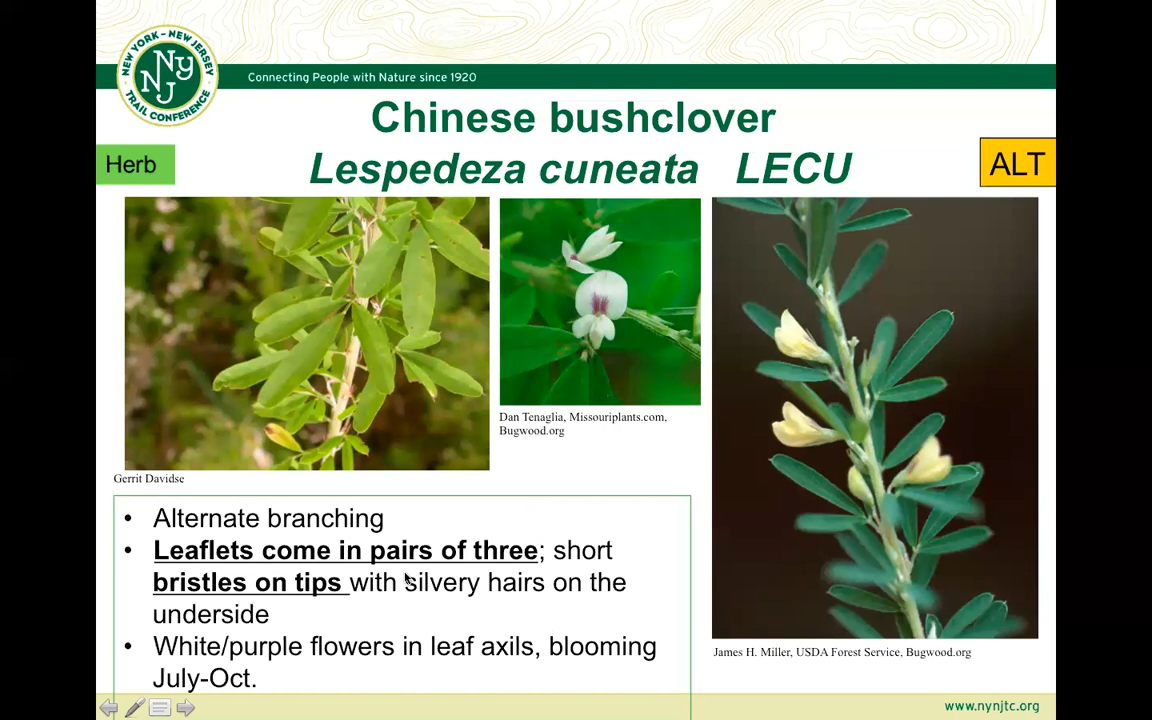 NEW YORK - NEW JERSEY
NY
NJ
TRAIL CONFERENCE
Connecting People with Nature since 1920
Chinese bushclover
Herb
Lespedeza cuneata LECU
ALT
Dan Tenaglia, Missouriplants.com,
Bugwood.org
Gerrit Davidse
• Alternate branching
• Leaflets come in pairs of three; short
bristles on tips with silvery hairs on the
underside
• White/purple flowers in leaf axils, blooming
July-Oct.
James H. Miller, USDA Forest Service, Bugwood.org
www.nynjtc.org